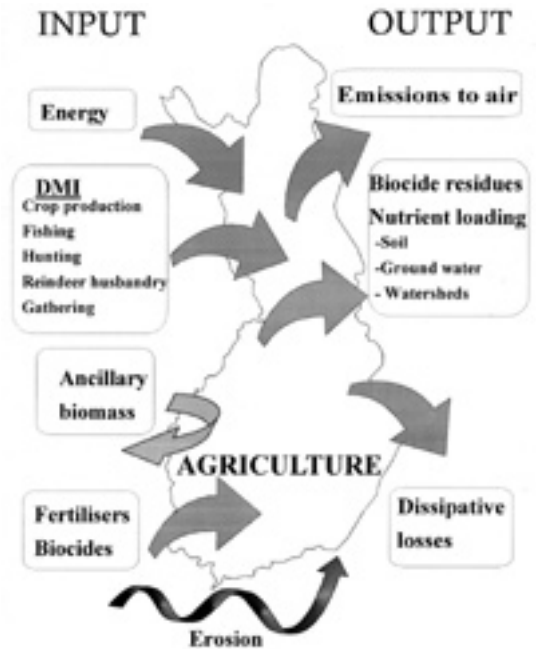 INPUT
OUTPUT
Energy
Emissions to air
DMI
Crop production
Fishing
Hunting
Reindeer husbandry
Gathering
Biocide residues
Nutrient loading
-Soil
-Ground water
- Watersheds
Ancillary
biomass
AGRICULTURE
Fertilisers
Biocides
Dissipative
losses
Erosion